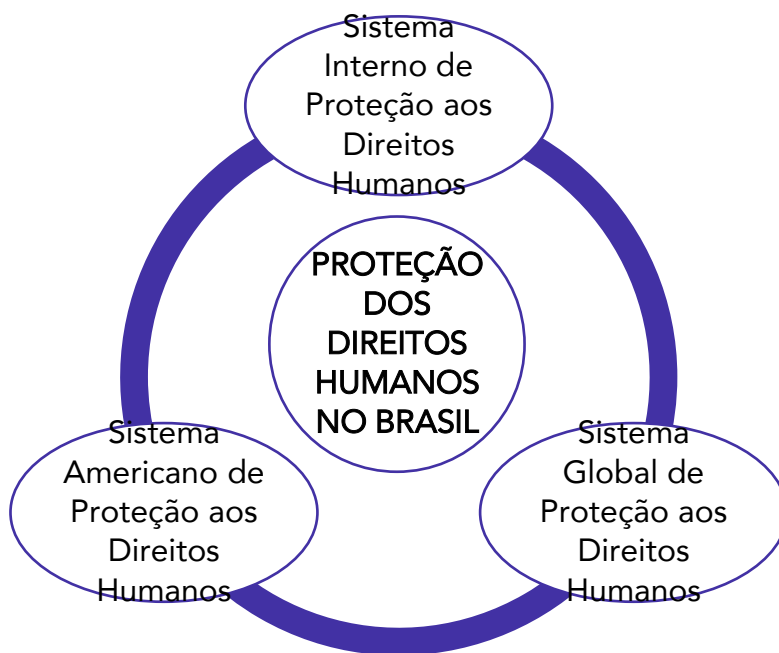 Sistema
Interno de
Proteção aos
Direitos
Humanos
PROTEÇÃO
DOS
DIREITOS
HUMANOS
NO BRASIL
Sistema
Americano de
Proteção aos
Direitos
Humanos
Sistema
Global de
Proteção aos
Direitos
Humanos